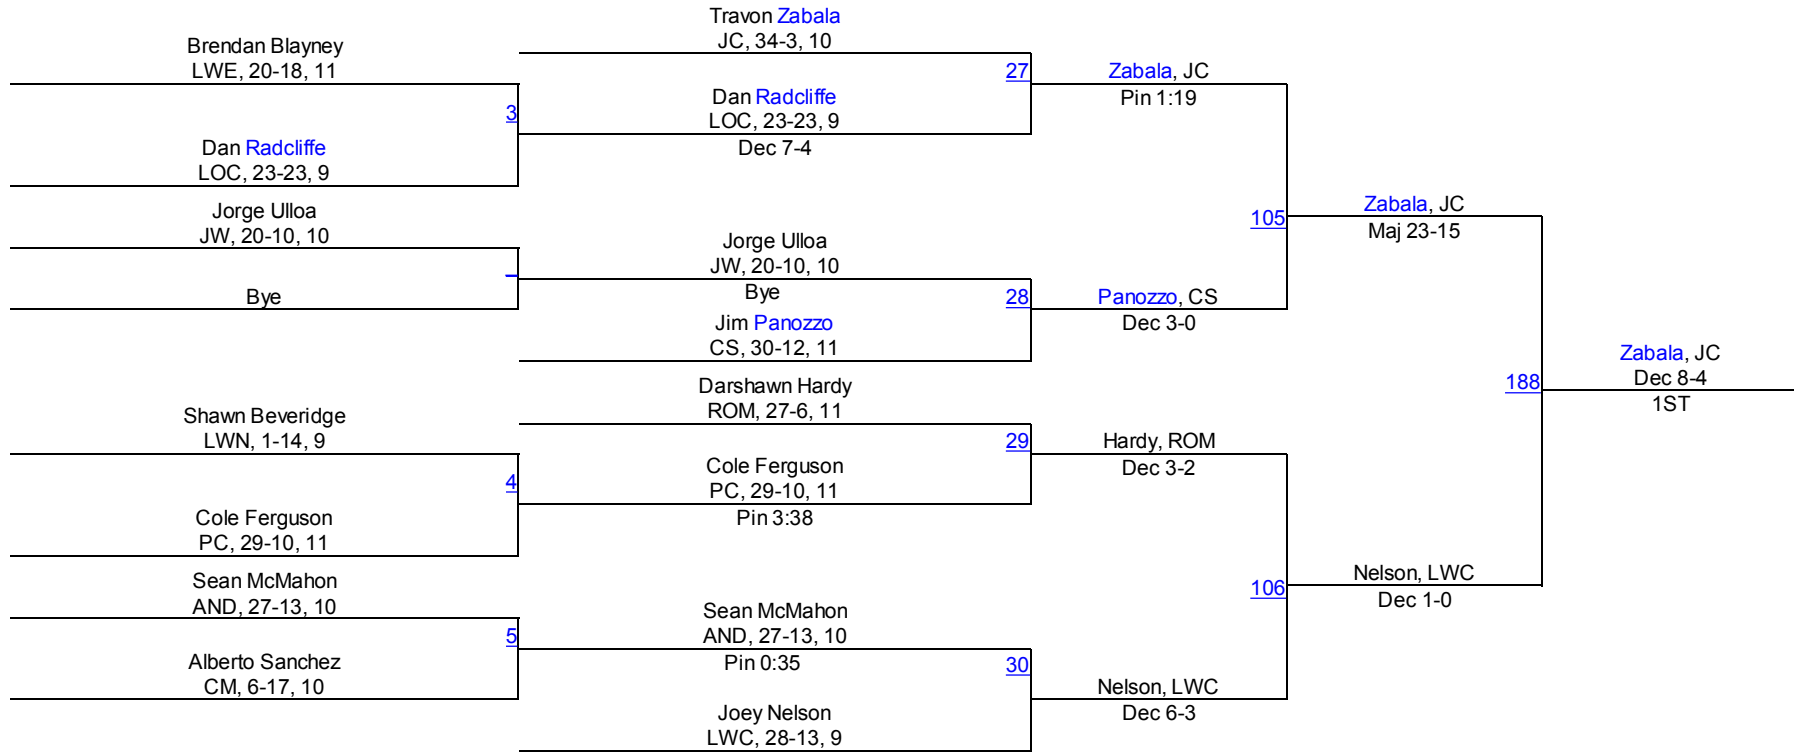 Brendan Blayney
LWE, 20-18, 11
3
Dan Radcliffe
LOC, 23-23, 9
Jorge Ulloa
JW, 20-10, 10
Bye
Shawn Beveridge
LWN, 1-14, 9
4
Cole Ferguson
PC, 29-10, 11
Sean McMahon
AND, 27-13, 10
5
Alberto Sanchez
CM, 6-17, 10
Travon Zabala
JC, 34-3, 10
27
Dan Radcliffe
LOC, 23-23, 9
Dec 7-4
Jorge Ulloa
JW, 20-10, 10
Bye
28
Jim Panozzo
CS, 30-12, 11
Darshawn Hardy
ROM, 27-6, 11
29
Cole Ferguson
PC, 29-10, 11
Pin 3:38
Sean McMahon
AND, 27-13, 10
Pin 0:35
30
Joey Nelson
LWC, 28-13, 9
Zabala, JC
Pin 1:19
105
Panozzo, CS
Dec 3-0
Hardy, ROM
Dec 3-2
106
Nelson, LWC
Dec 6-3
Zabala, JC
Maj 23-15
188
Nelson, LWC
Dec 1-0
Zabala, JC
Dec 8-4
1ST